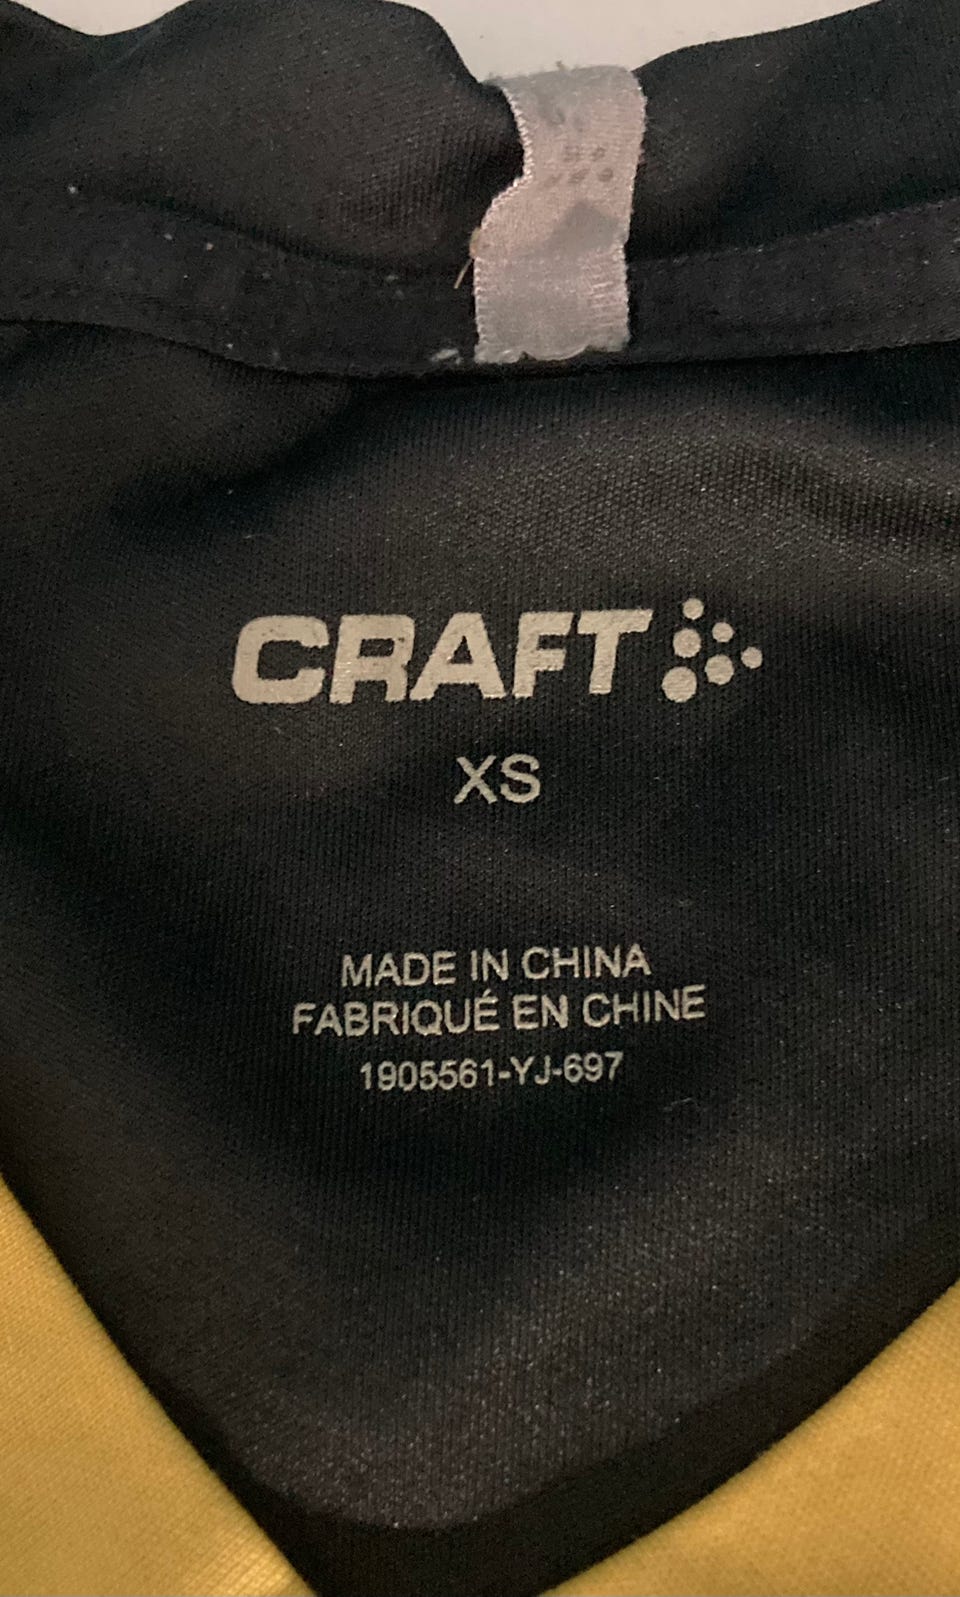 CRAFT
XS
MADE IN CHINA
FABRIQUÉ EN CHINE
1905561-YJ-697